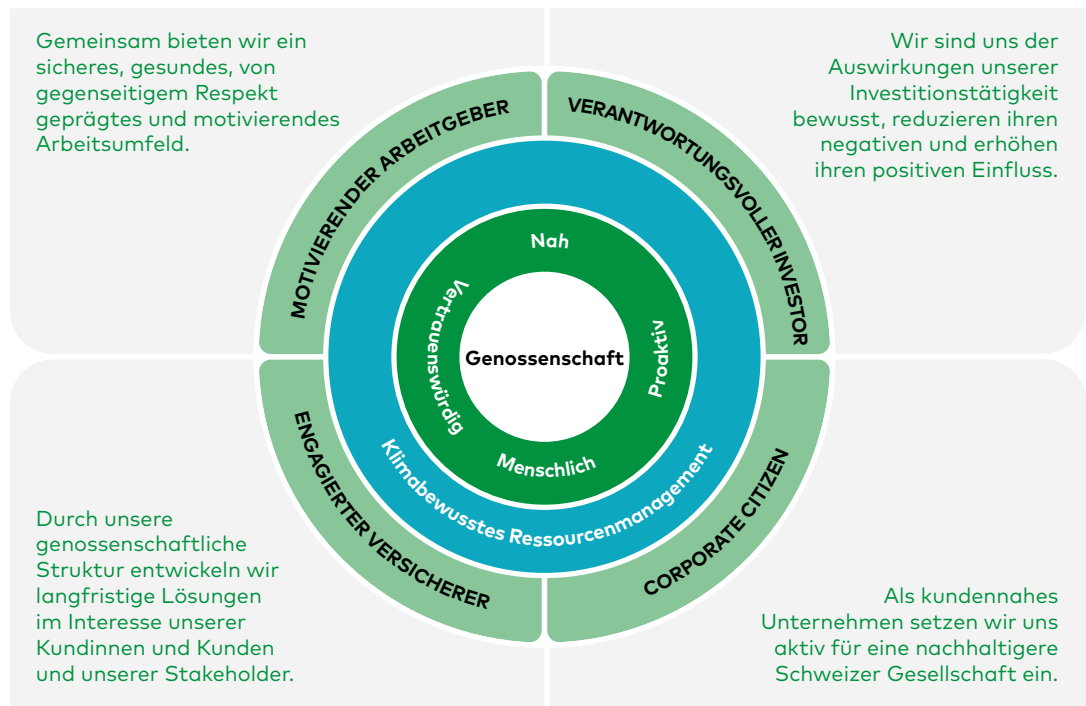 Gemeinsam bieten wir ein
sicheres, gesundes, von
gegenseitigem Respekt
geprägtes und motivierendes
Arbeitsumfeld.
Wir sind uns der
Auswirkungen unserer
Investitionstätigkeit
bewusst, reduzieren ihren
negativen und erhöhen
ihren positiven Einfluss.
MOTIVIERENDER ARBEITGEBER
VERANTWORTUNGSVOLLER INVESTOR
Nah
Vertrauenswürdig
Genossenschaft
Proaktiv
Menschlich
Klimabewusstes Ressourcenmanagement
ENGAGIERTER VERSICHERER
CORPORATE CITIZEN
Durch unsere
genossenschaftliche
Struktur entwickeln wir
langfristige Lösungen
im Interesse unserer
Kundinnen und Kunden
und unserer Stakeholder.
Als kundennahes
Unternehmen setzen wir uns
aktiv für eine nachhaltigere
Schweizer Gesellschaft ein.